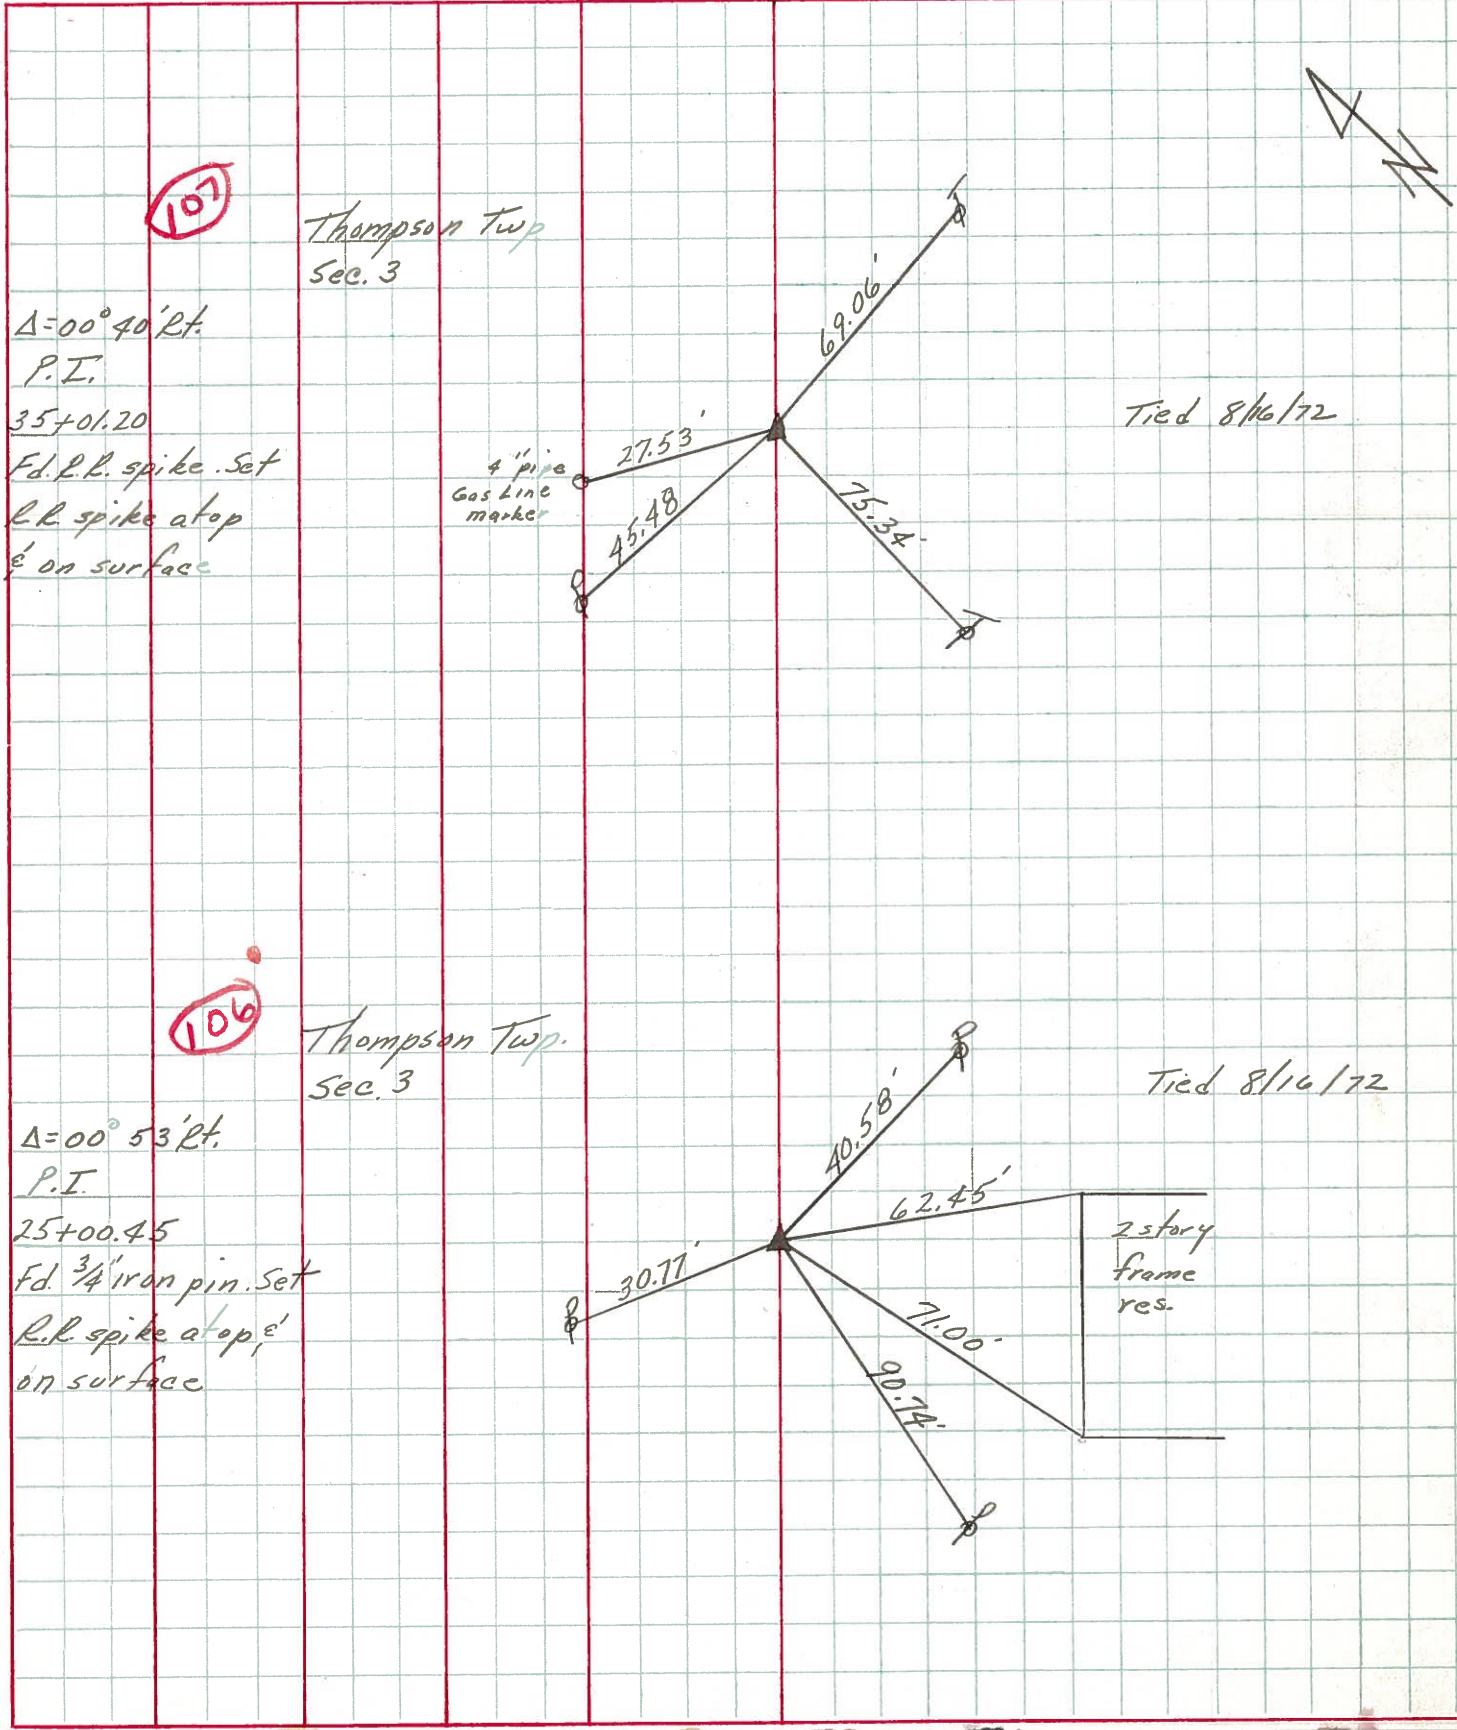 107
Thompson Twp
Sec. 3
Δ=00°40'Rt.
P.I.
35+01.20
Fd. R.R. spike. Set
R.R. spike atop
& on surface
69.06'
27.53'
4" pipe
Gas Line
marker
45.48
75.34'
Tied 8/16/72
N
106
Thompson Twp.
Sec. 3
Δ=00°53'Rt.
P.I.
25+00.45
Fd. 3/4" iron pin. Set
R.R. spike atop, &
on surface
40.58'
62.45'
30.77'
71.00'
90.74'
2 story
frame
res.
Tied 8/16/72